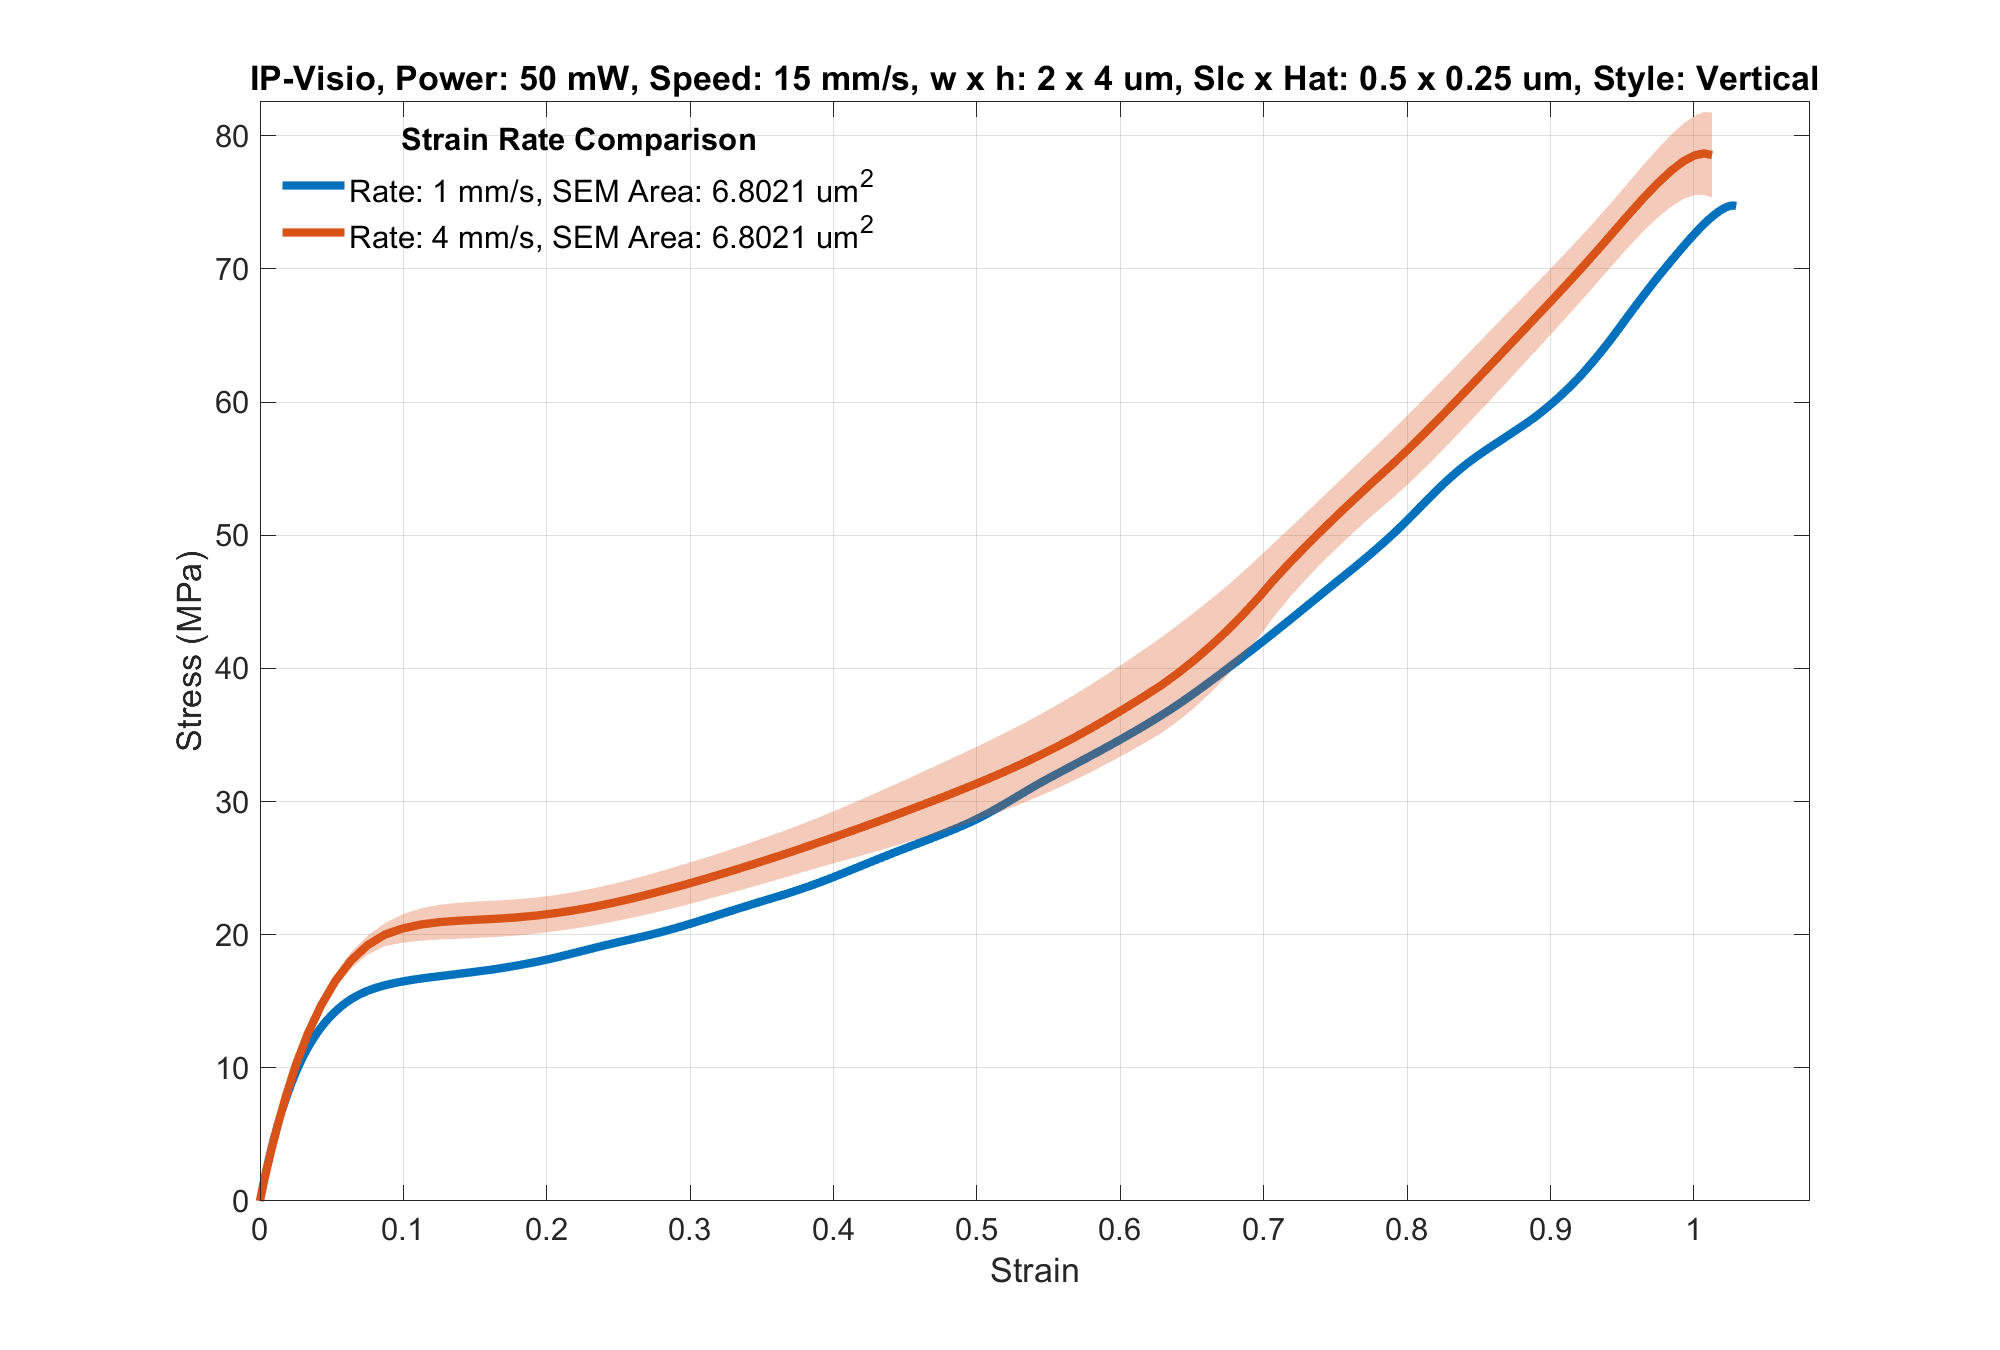 IP-Visio, Power: 50 mW, Speed: 15 mm/s, w x h: 2 x 4 um, Slc x Hat: 0.5 x 0.25 um, Style: Vertical
Strain Rate Comparison
Rate: 1 mm/s, SEM Area: 6.8021 um²
Rate: 4 mm/s, SEM Area: 6.8021 um²
Stress (MPa)
80
70
60
50
40
30
20
10
0
0 0.1 0.2 0.3 0.4 0.5 0.6 0.7 0.8 0.9 1
Strain